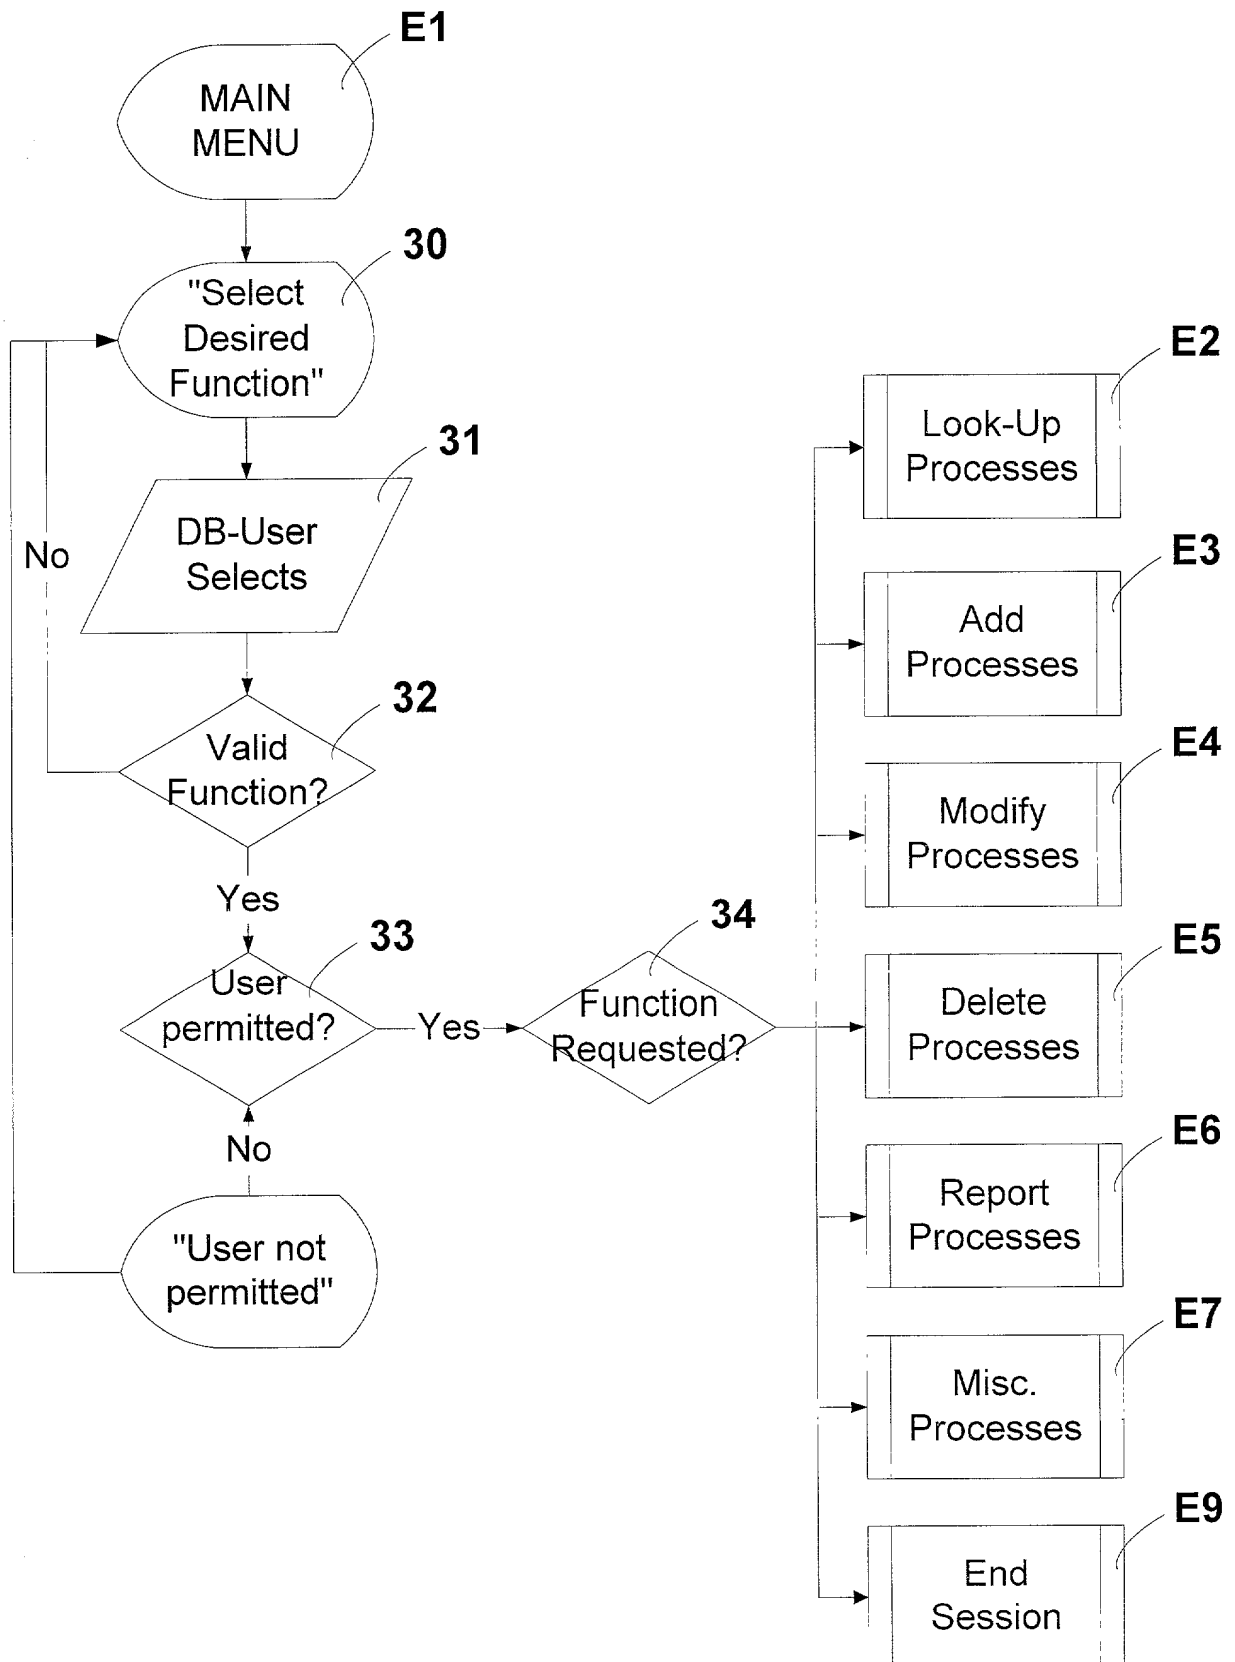 E1
MAIN
MENU
30
"Select
Desired
Function"
31
DB-User
Selects
No
32
Valid
Function?
Yes
33
User
permitted?
Yes
34
Function
Requested?
No
"User not
permitted"
E2
Look-Up
Processes
E3
Add
Processes
E4
Modify
Processes
E5
Delete
Processes
E6
Report
Processes
E7
Misc.
Processes
E9
End
Session